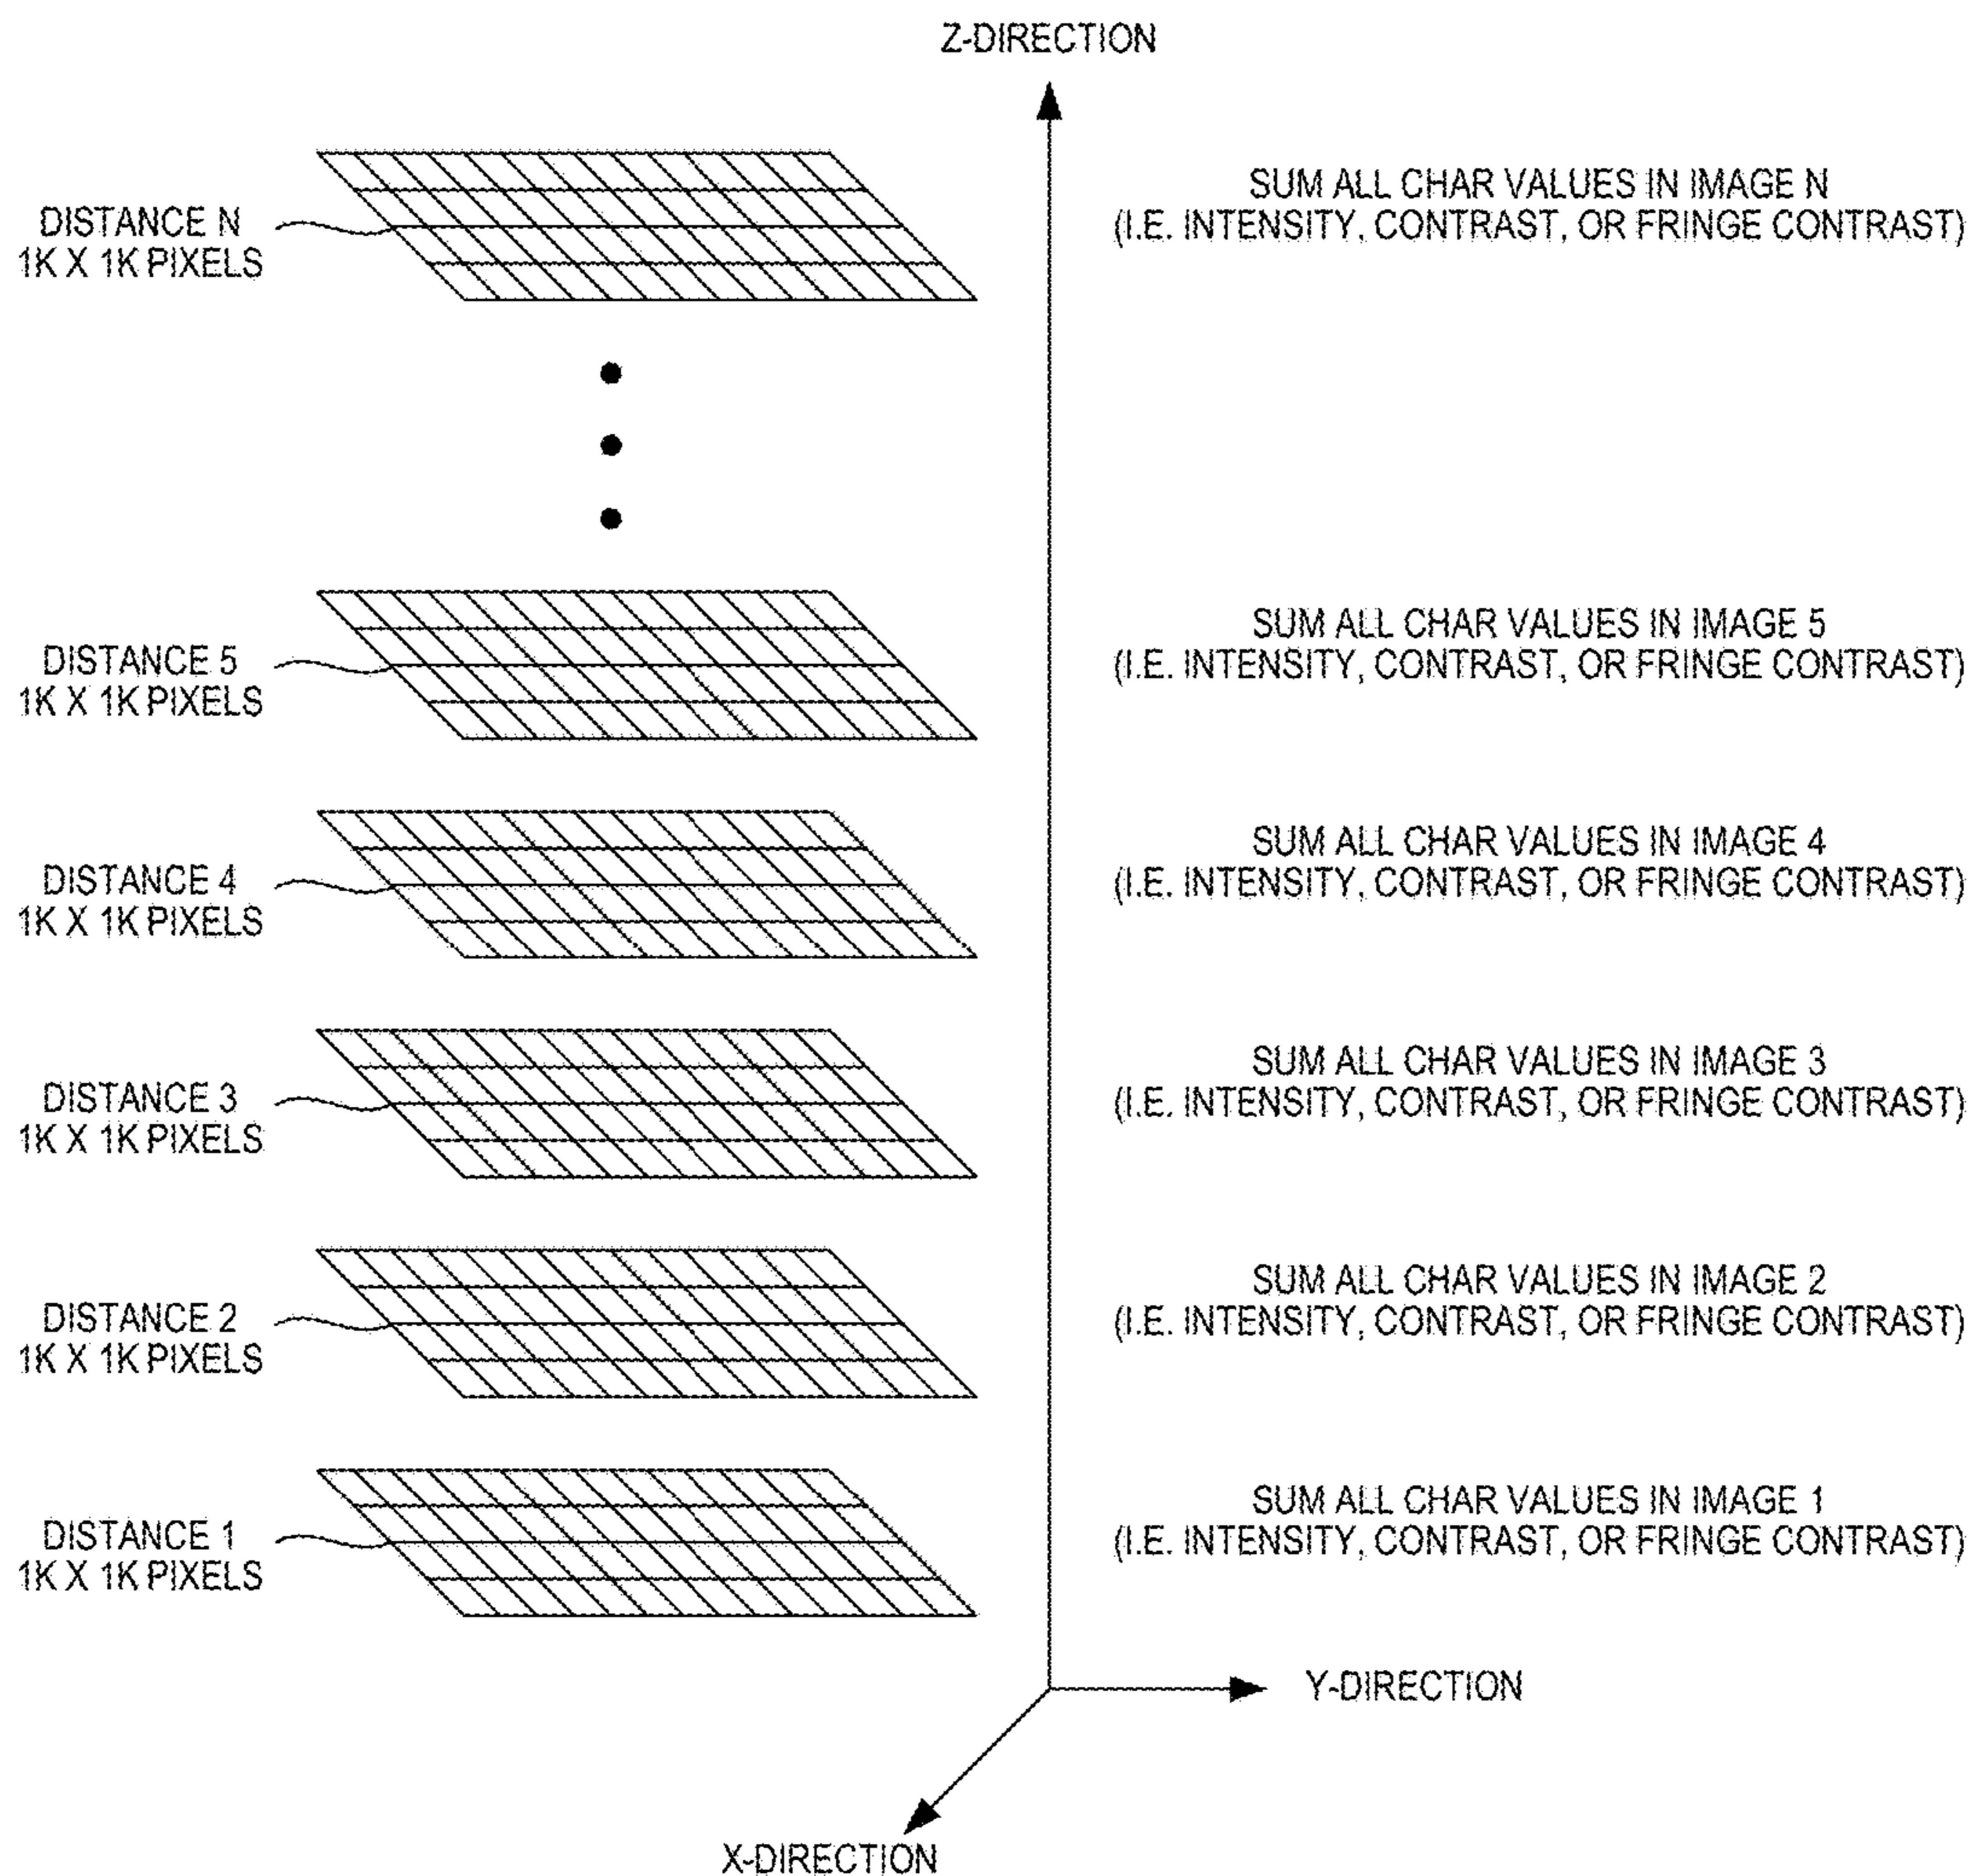 Z-DIRECTION
DISTANCE N
1K X 1K PIXELS
SUM ALL CHAR VALUES IN IMAGE N
(I.E. INTENSITY, CONTRAST, OR FRINGE CONTRAST)
DISTANCE 5
1K X 1K PIXELS
SUM ALL CHAR VALUES IN IMAGE 5
(I.E. INTENSITY, CONTRAST, OR FRINGE CONTRAST)
DISTANCE 4
1K X 1K PIXELS
SUM ALL CHAR VALUES IN IMAGE 4
(I.E. INTENSITY, CONTRAST, OR FRINGE CONTRAST)
DISTANCE 3
1K X 1K PIXELS
SUM ALL CHAR VALUES IN IMAGE 3
(I.E. INTENSITY, CONTRAST, OR FRINGE CONTRAST)
DISTANCE 2
1K X 1K PIXELS
SUM ALL CHAR VALUES IN IMAGE 2
(I.E. INTENSITY, CONTRAST, OR FRINGE CONTRAST)
DISTANCE 1
1K X 1K PIXELS
SUM ALL CHAR VALUES IN IMAGE 1
(I.E. INTENSITY, CONTRAST, OR FRINGE CONTRAST)
Y-DIRECTION
X-DIRECTION